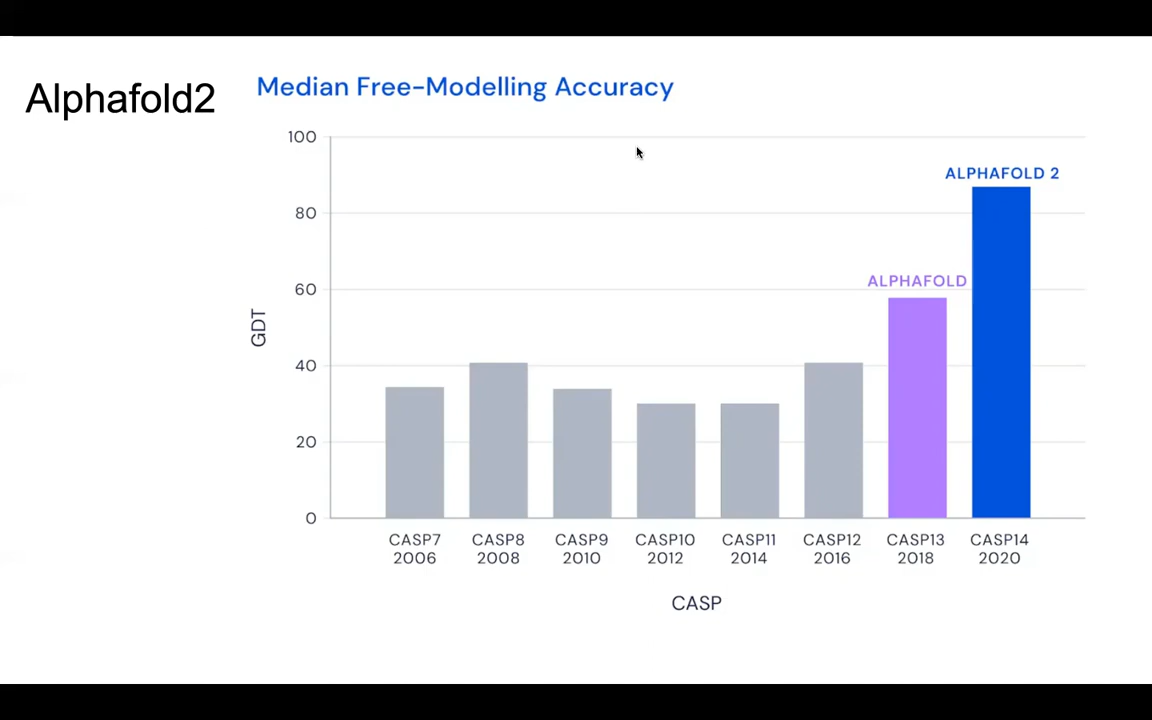 Alphafold2
Median Free-Modelling Accuracy
100
80
60
40
20
0
GDT
ALPHAFOLD
ALPHAFOLD 2
CASP7 CASP8 CASP9 CASP10 CASP11 CASP12 CASP13 CASP14
2006 2008 2010 2012 2014 2016 2018 2020
CASP